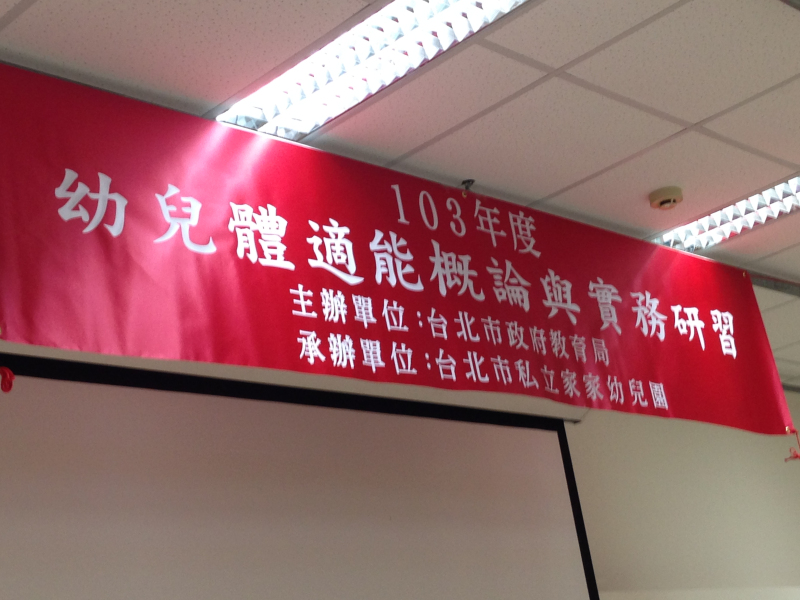 103年度
幼兒體適能概論與實務研習
主辦單位：台北市政府教育局
承辦單位：台北市私立家家幼兒園